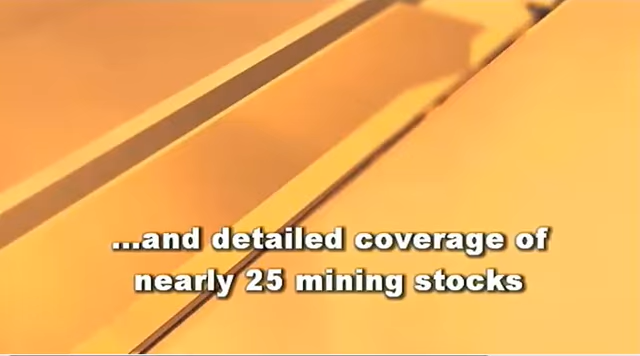 ...and detailed coverage of
nearly 25 mining stocks